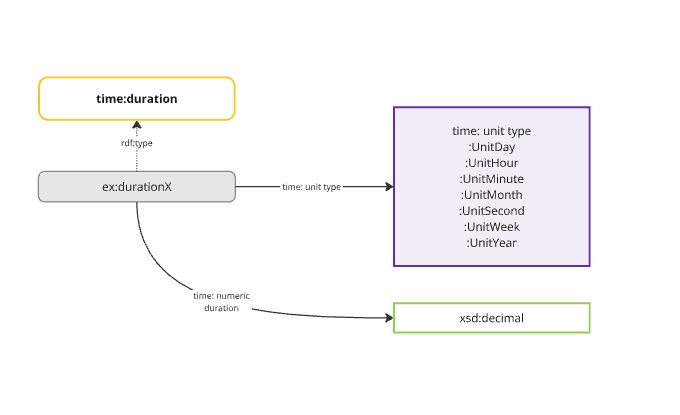 time:duration
rdf:type
ex:durationX
time: unit type
time: unit type
:UnitDay
:UnitHour
:UnitMinute
:UnitMonth
:UnitSecond
:UnitWeek
:UnitYear
time: numeric
duration
xsd:decimal